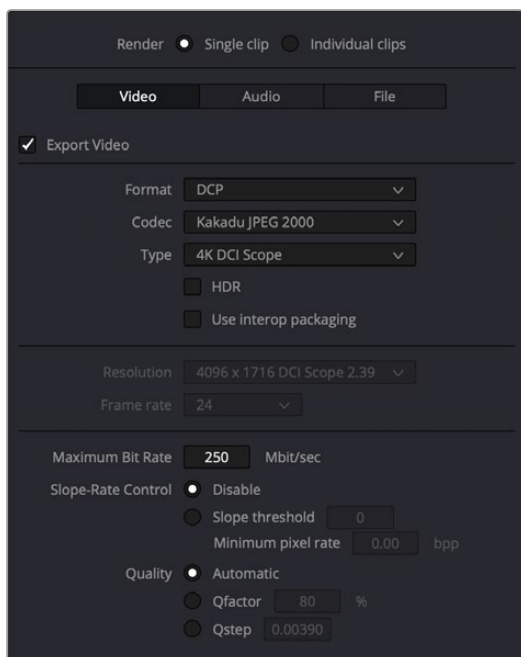 Render Single clip Individual clips
Video Audio File
Export Video
Format DCP
Codec Kakadu JPEG 2000
Type 4K DCI Scope
HDR
Use interop packaging
Resolution 4096 x 1716 DCI Scope 2.39
Frame rate 24
Maximum Bit Rate 250 Mbit/sec
Slope-Rate Control Disable
Slope threshold 0
Minimum pixel rate 0.00 bpp
Quality Automatic
Qfactor 80 %
Qstep 0.00390